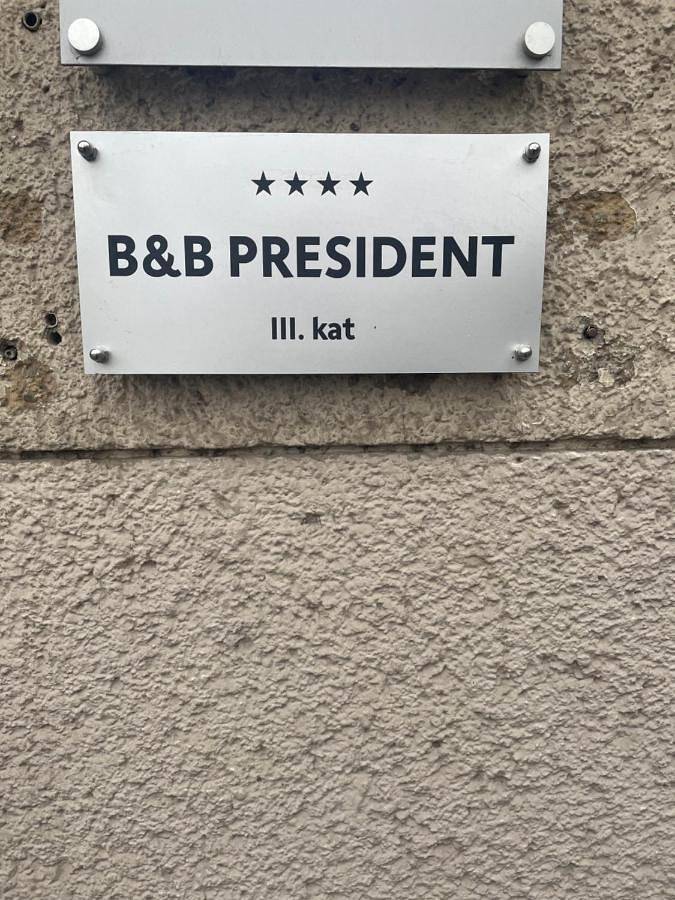 ★★★★
B&B PRESIDENT
III. kat